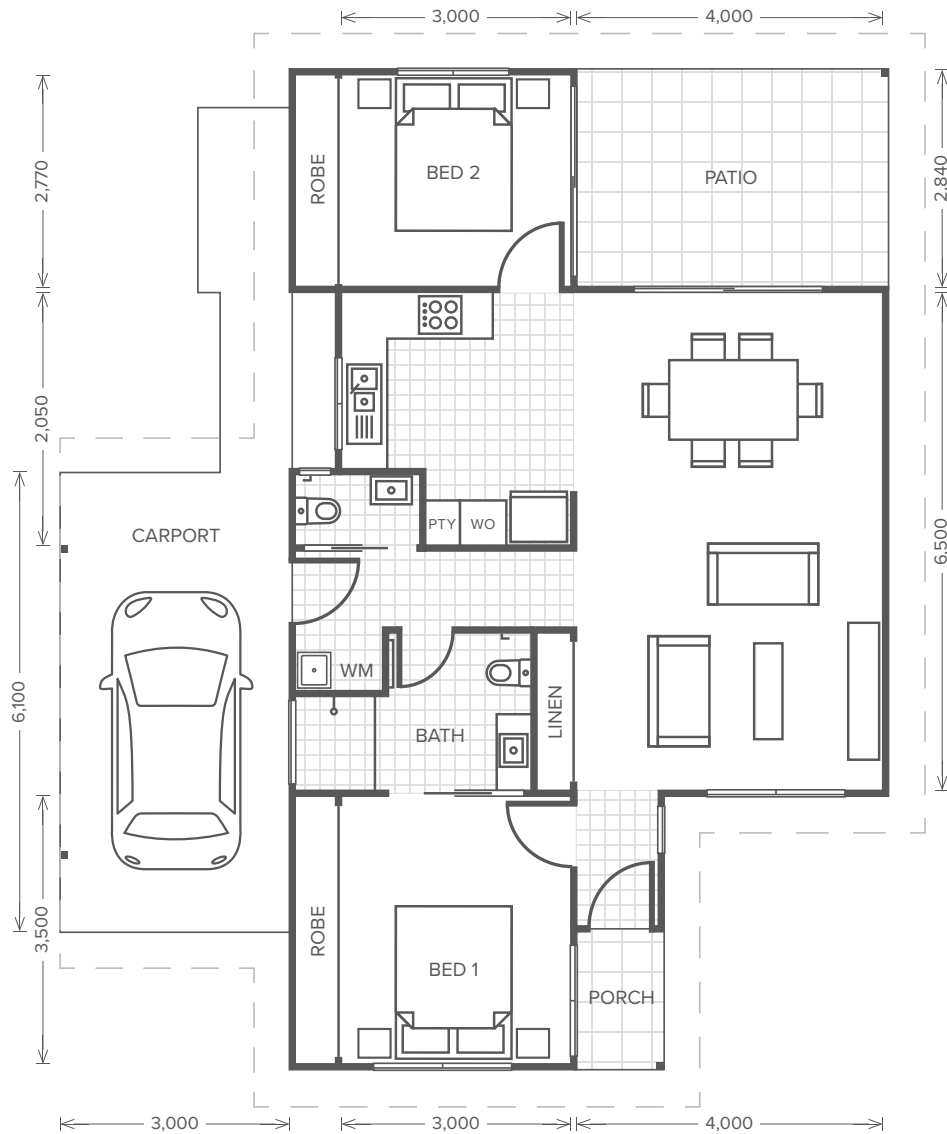 3,000
4,000
2,770
2,840
ROBE
BED 2
PATIO
2,050
6,500
PTY
WO
CARPORT
WM
BATH
LINEN
6,100
3,500
ROBE
BED 1
PORCH
3,000
3,000
4,000